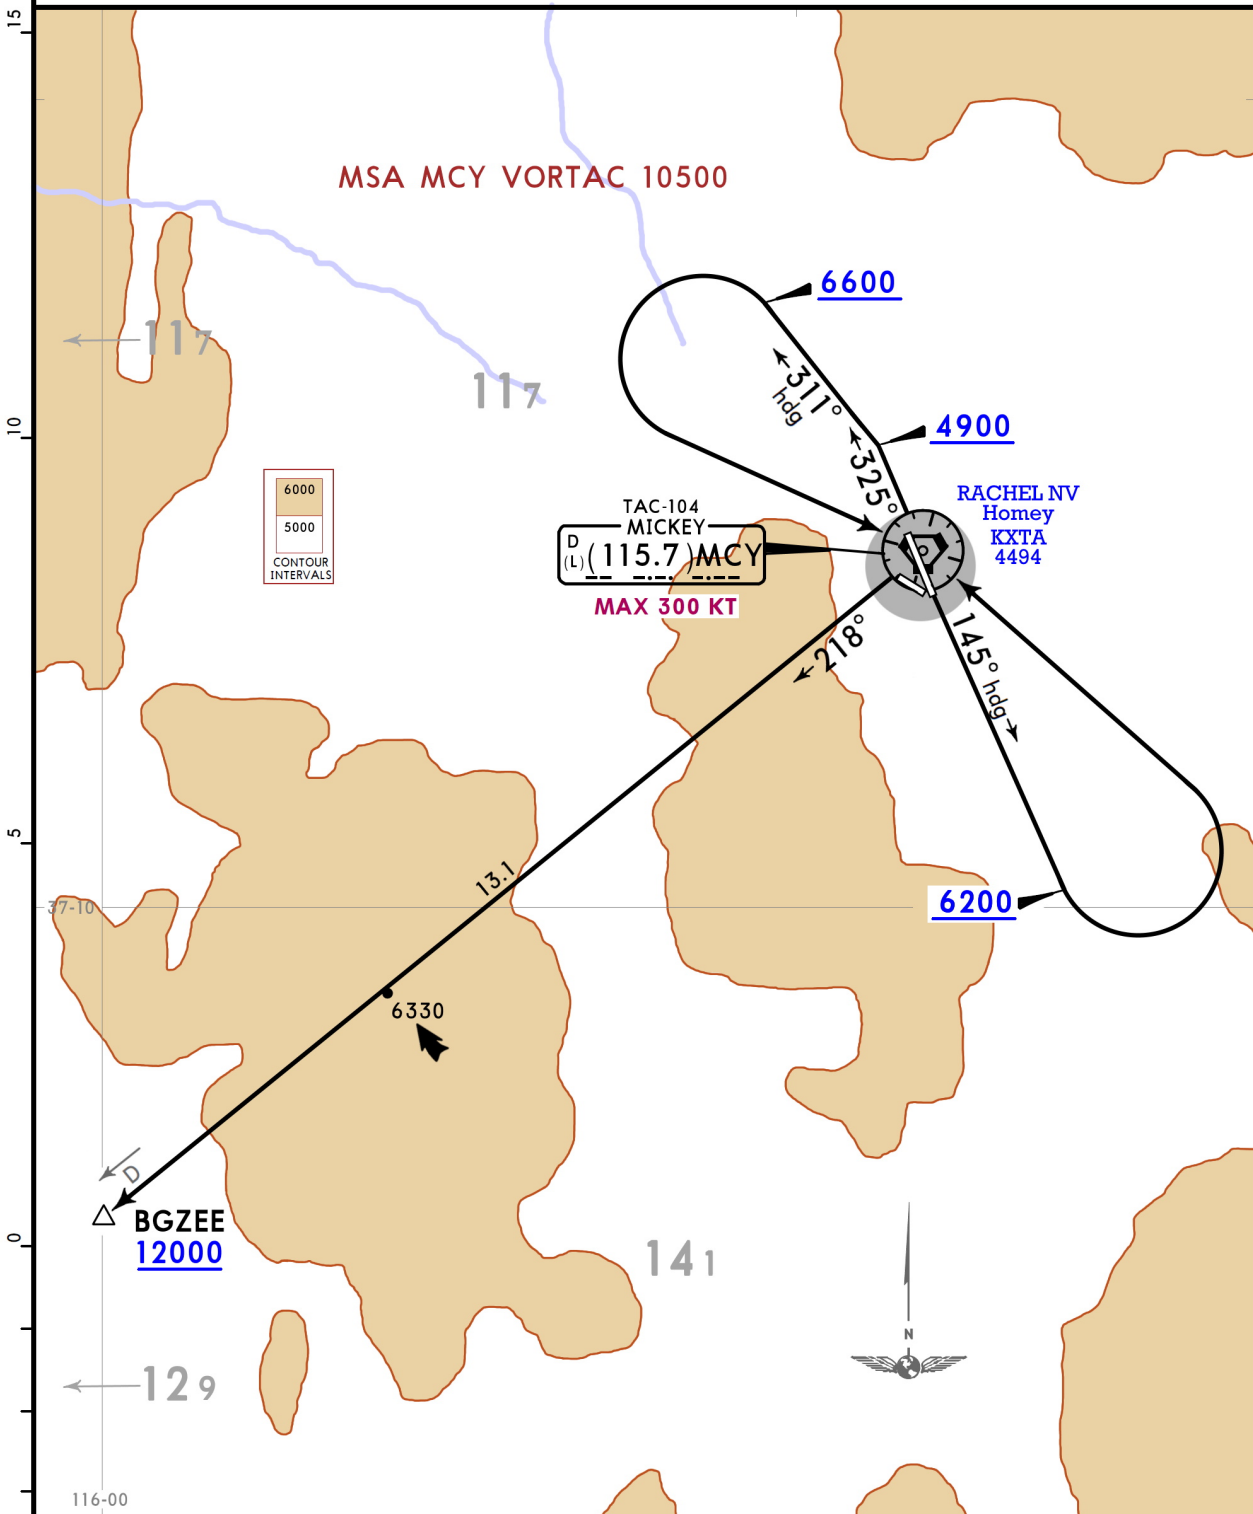 15
MSA MCY VORTAC 10500
6600
117
117
311°
hdg
10
4900
325°
6000
5000
CONTOUR
INTERVALS
TAC-104
MICKEY
D
(L)
(115.7)MCY
MAX 300 KT
RACHEL NV
Homey
KXTA
4494
218°
145° hdg
5
13.1
37-10
6200
6330
D
BGZEE
12000
0
141
N
129
116-00